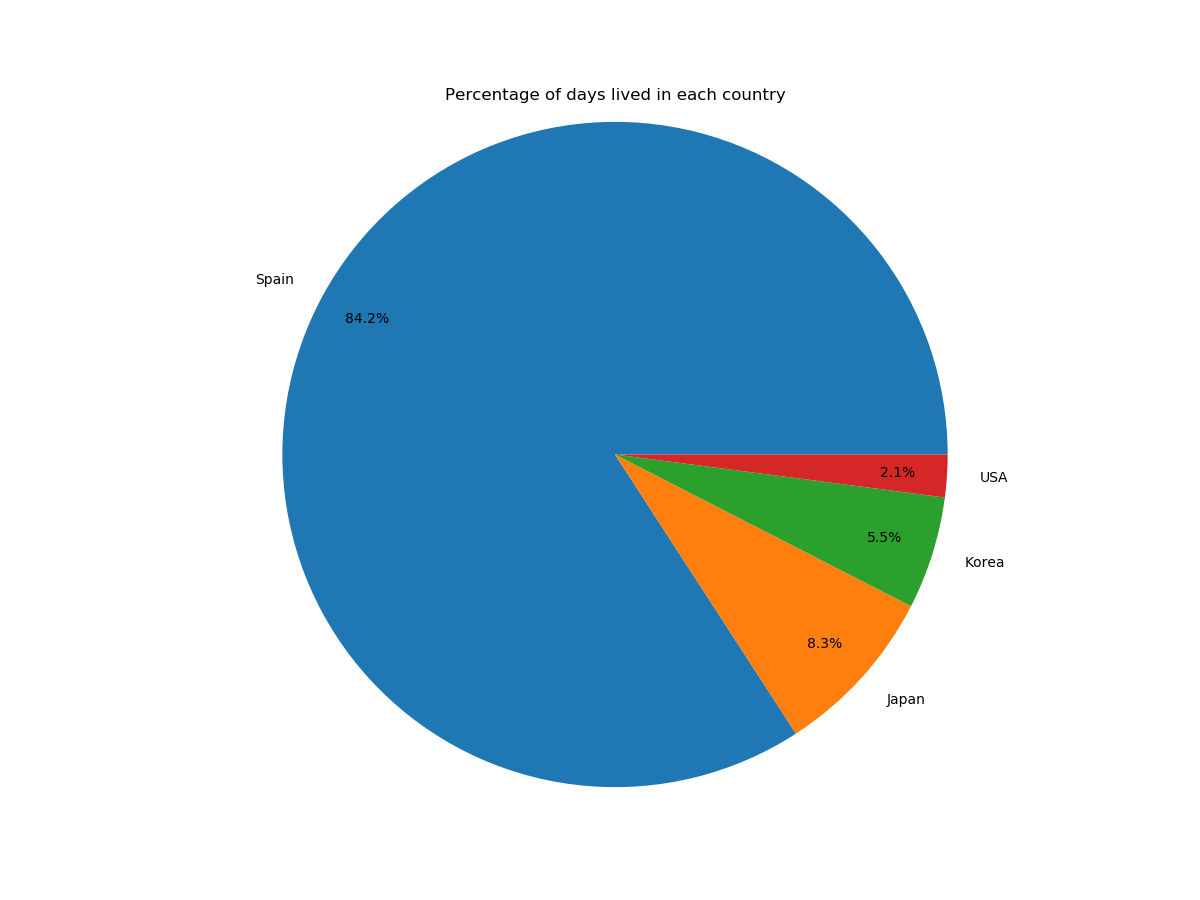 Percentage of days lived in each country
Spain
84.2%
2.1%
USA
5.5%
Korea
8.3%
Japan